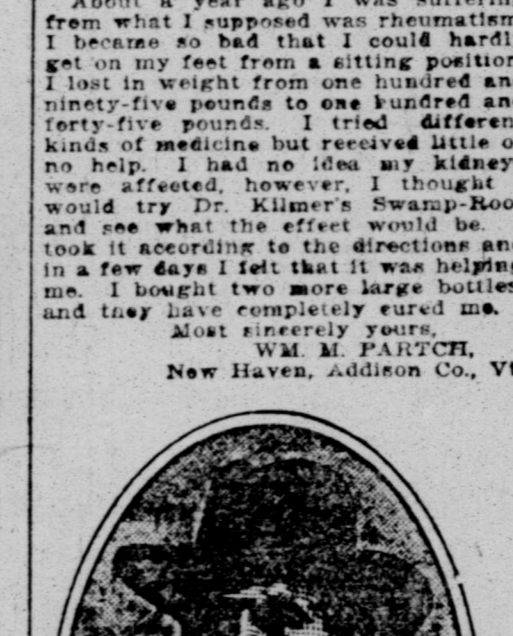 About a year ago I was sufferin
from what I supposed was rheumatism
I became so bad that I could hardl
get on my feet from a sitting position
I lost in weight from one hundred an
ninety-five pounds to one hundred an
forty-five pounds. I tried differen
kinds of medicine but received little o
no help. I had no idea my kidney
were affected, however, I thought
would try Dr. Kilmer's Swamp-Roo
and see what the effect would be.
took it according to the directions an
in a few days I felt that it was helping
me. I bought two more large bottles
and they have completely cured me.
Most sincerely yours,
WM. M. PARTCH,
New Haven, Addison Co., Vt